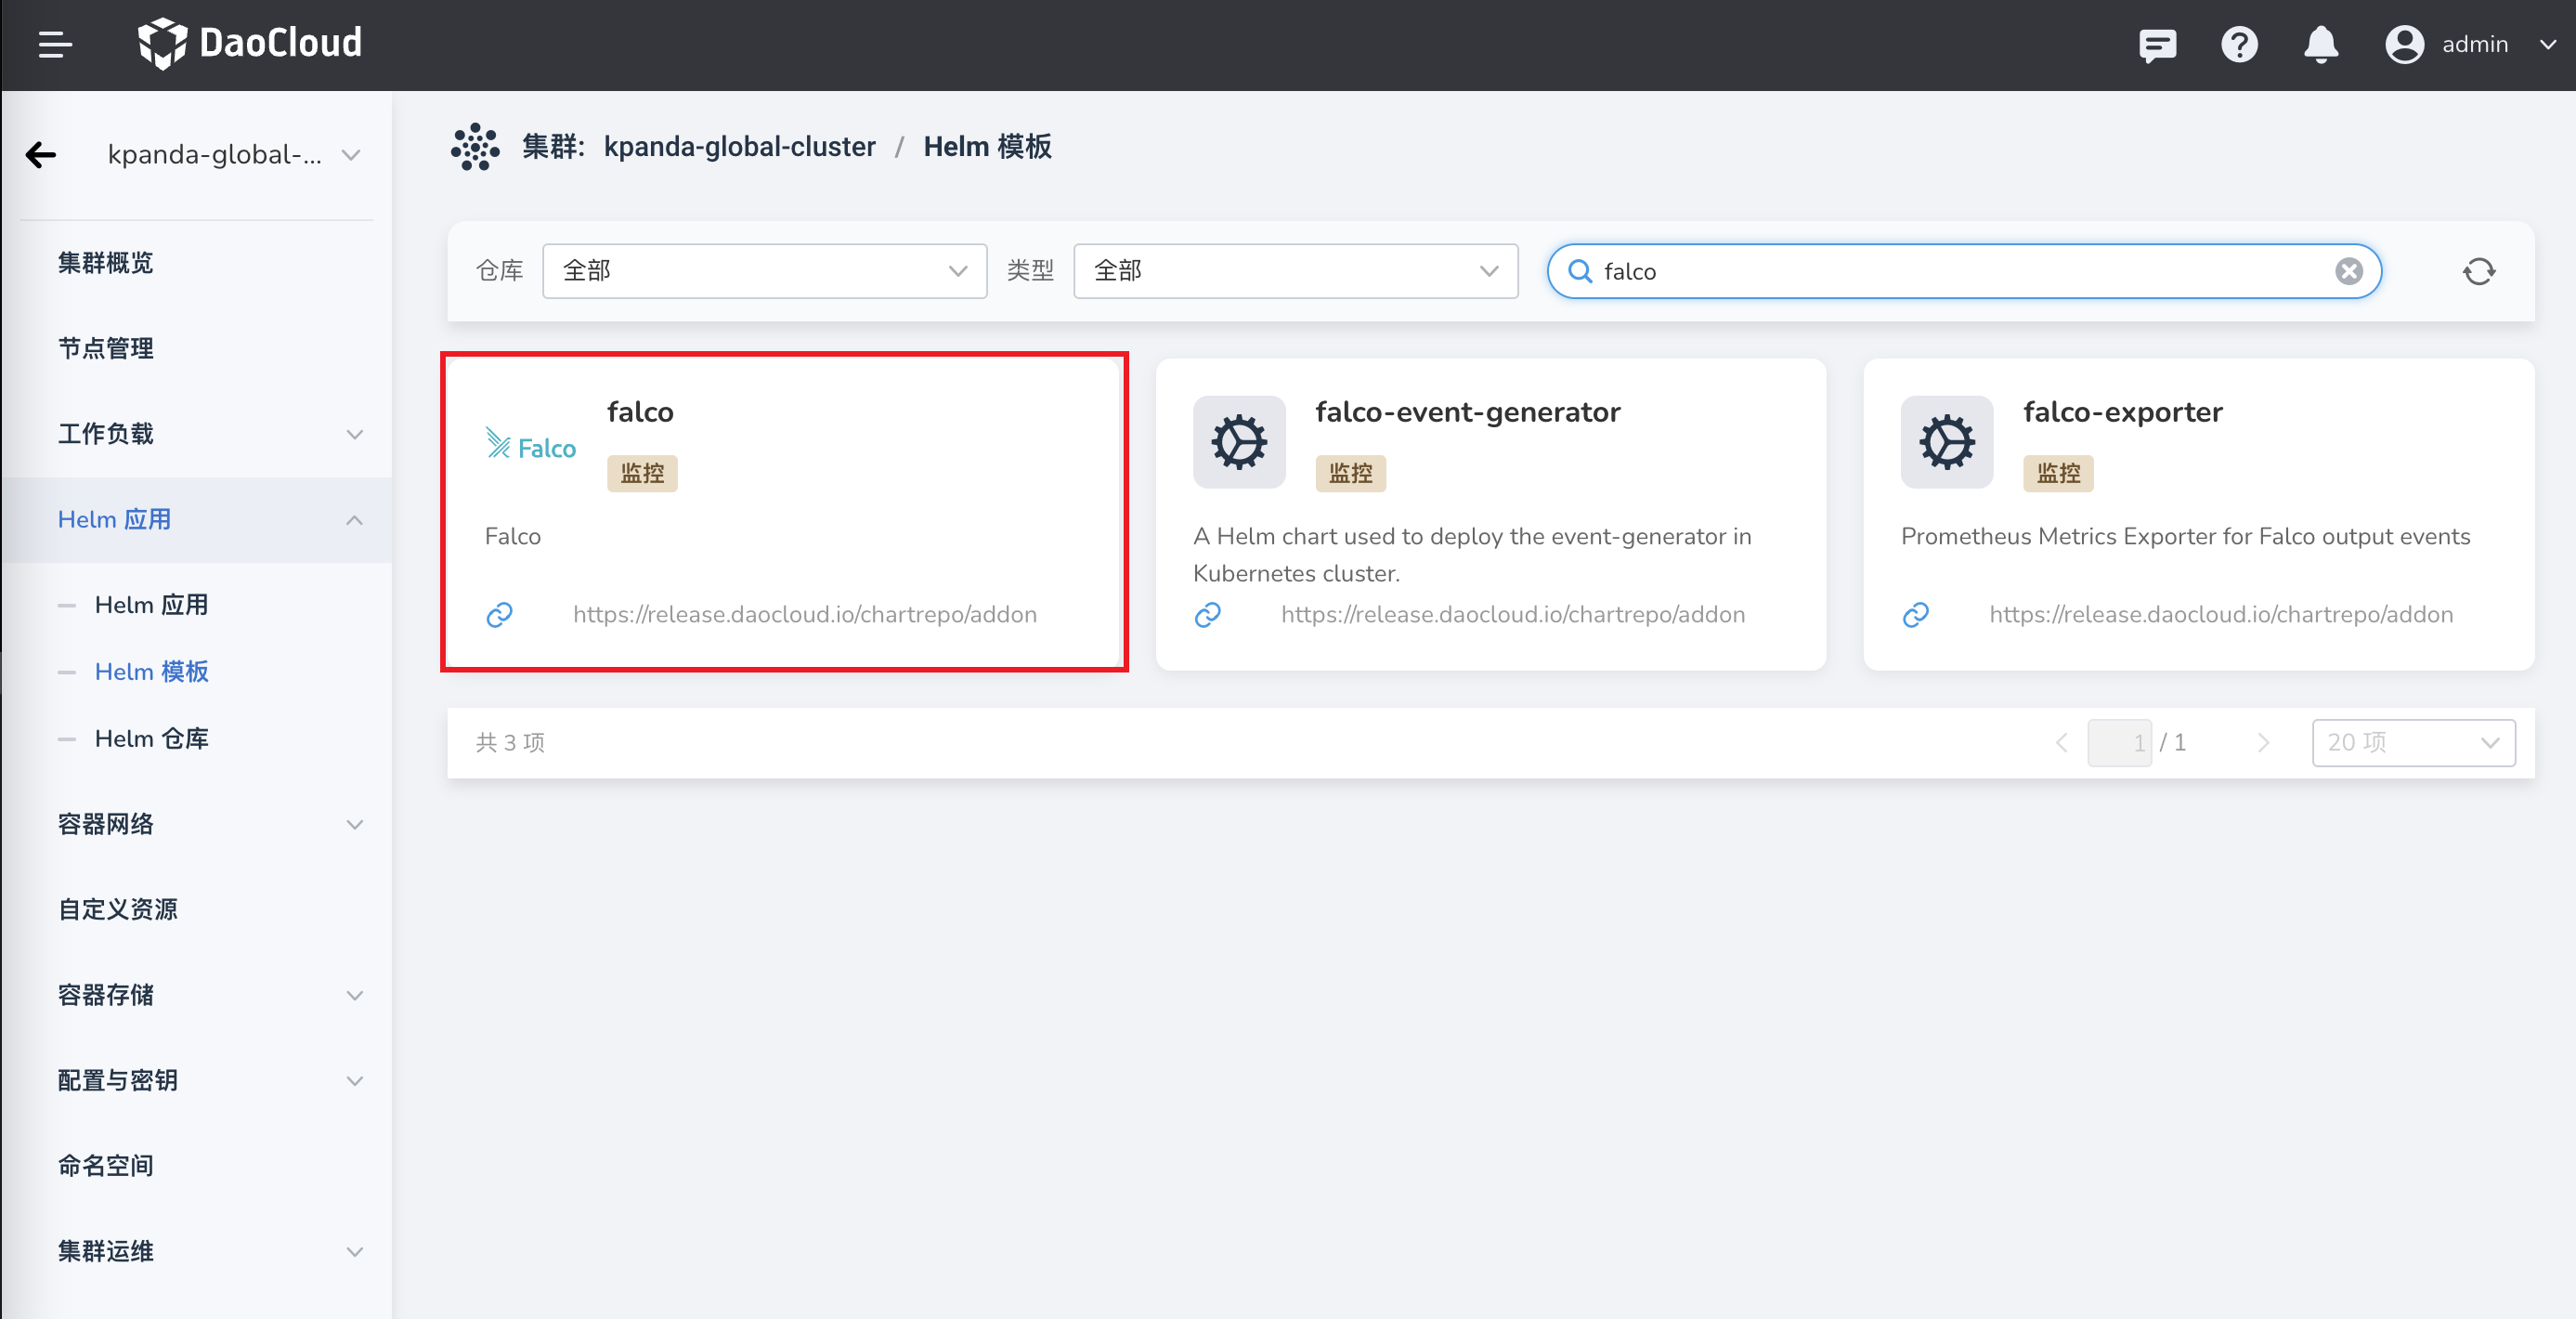 DaoCloud
admin
kpanda-global-...
集群概览
节点管理
工作负载
Helm 应用
Helm 应用
Helm 模板
Helm 仓库
容器网络
自定义资源
容器存储
配置与密钥
命名空间
集群运维
集群: kpanda-global-cluster / Helm 模板
仓库 全部 类型 全部 falco
falco
Falco
监控
Falco
https://release.daocloud.io/chartrepo/addon
falco-event-generator
监控
A Helm chart used to deploy the event-generator in
Kubernetes cluster.
https://release.daocloud.io/chartrepo/addon
falco-exporter
监控
Prometheus Metrics Exporter for Falco output events
https://release.daocloud.io/chartrepo/addon
共 3 项
1 / 1
20 项